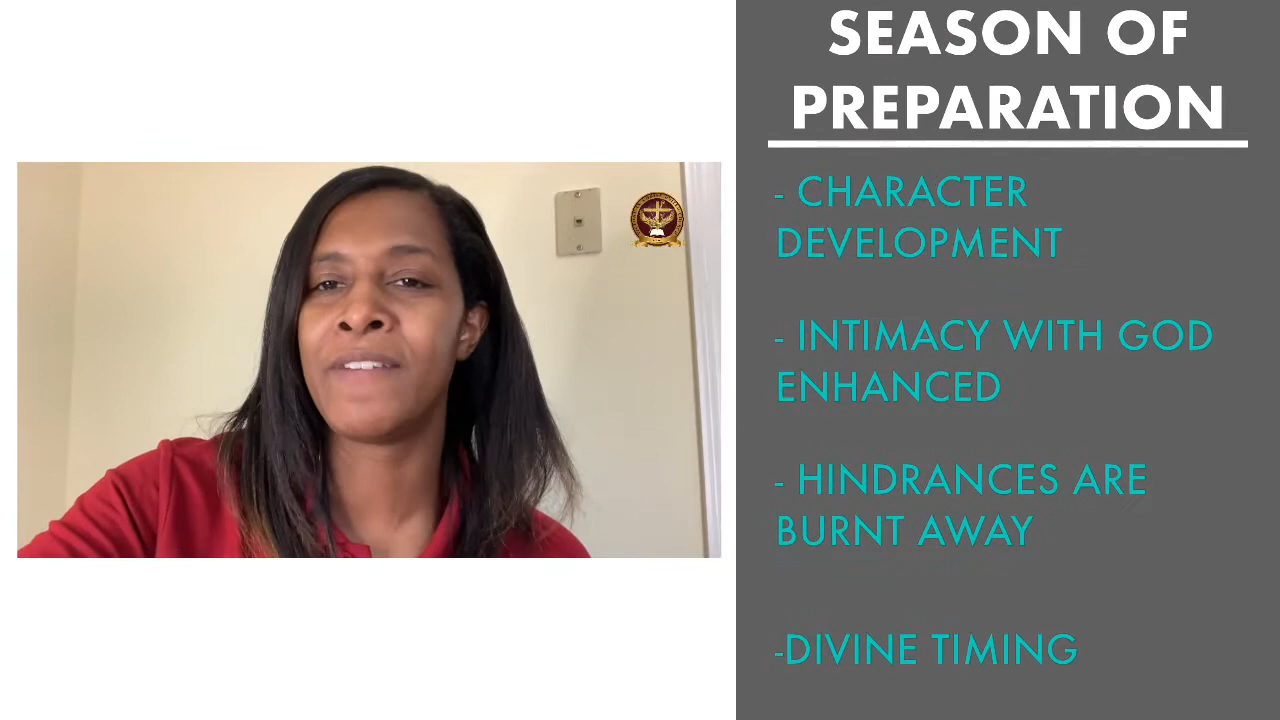 SEASON OF
PREPARATION
- CHARACTER
DEVELOPMENT
- INTIMACY WITH GOD
ENHANCED
- HINDRANCES ARE
BURNT AWAY
-DIVINE TIMING